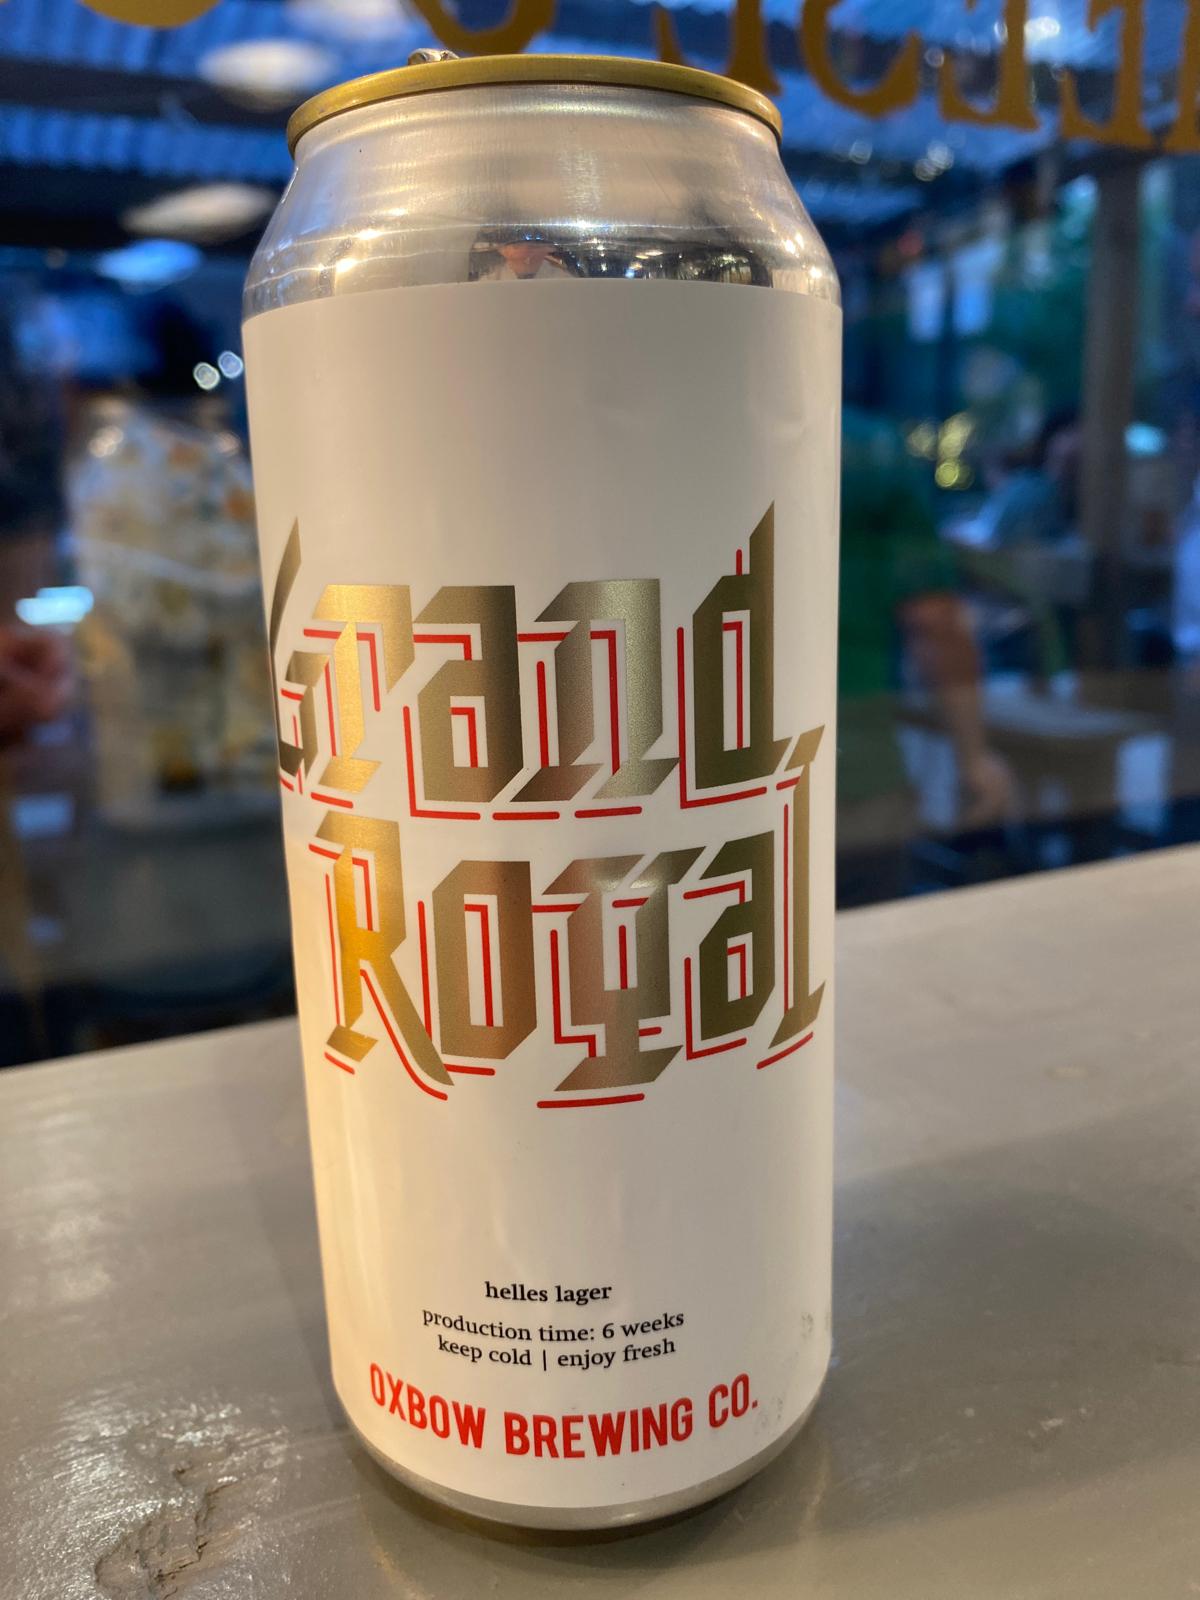 Grand
Royal
helles lager
production time: 6 weeks
keep cold | enjoy fresh
OXBOW BREWING CO.